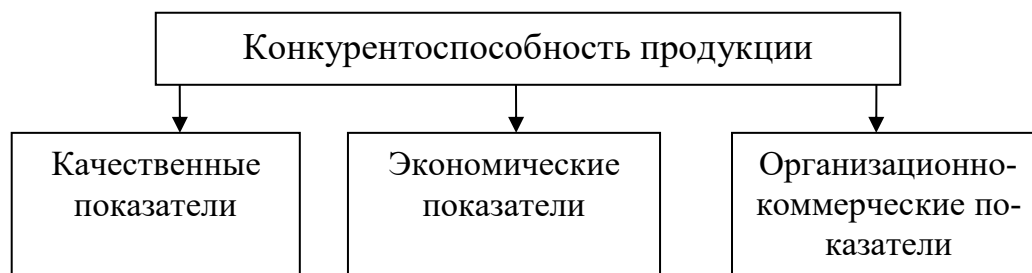 Конкурентоспособность продукции
Качественные
показатели
Экономические
показатели
Организационно-
коммерческие по-
казатели